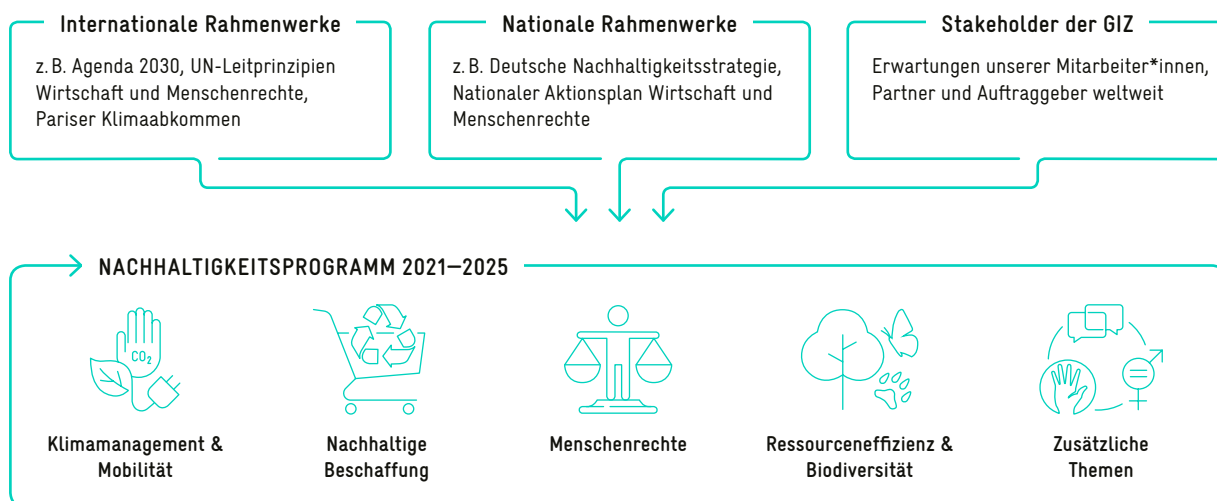 Internationale Rahmenwerke
z. B. Agenda 2030, UN-Leitprinzipien
Wirtschaft und Menschenrechte,
Pariser Klimaabkommen
Nationale Rahmenwerke
z. B. Deutsche Nachhaltigkeitsstrategie,
Nationaler Aktionsplan Wirtschaft und
Menschenrechte
Stakeholder der GIZ
Erwartungen unserer Mitarbeiter*innen,
Partner und Auftraggeber weltweit
NACHHALTIGKEITSPROGRAMM 2021–2025
CO₂
Klimamanagement &
Mobilität
Nachhaltige
Beschaffung
Menschenrechte
Ressourceneffizienz &
Biodiversität
Zusätzliche
Themen